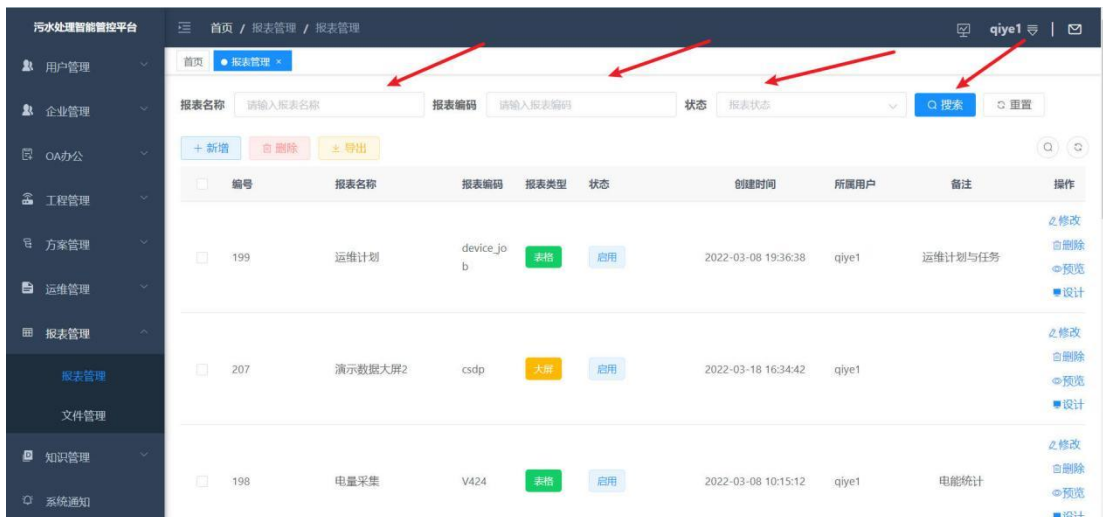 污水处理智能管控平台
首页 / 报表管理 / 报表管理
qiye1
用户管理
企业管理
OA办公
工程管理
方案管理
运维管理
报表管理
报表管理
文件管理
知识管理
系统通知
首页 报表管理 ×
报表名称 请输入报表名称 报表编码 请输入报表编码 状态 报表状态 搜索 重置
+ 新增 删除 导出
编号 报表名称 报表编码 报表类型 状态 创建时间 所属用户 备注 操作
199 运维计划 device_jo 表格 启用 2022-03-08 19:36:38 qiye1 运维计划与任务
b
修改
删除
预览
设计
207 演示数据大屏2 csdp 大屏 启用 2022-03-18 16:34:42 qiye1
修改
删除
预览
设计
198 电量采集 V424 表格 启用 2022-03-08 10:15:12 qiye1 电能统计
修改
删除
预览
设计